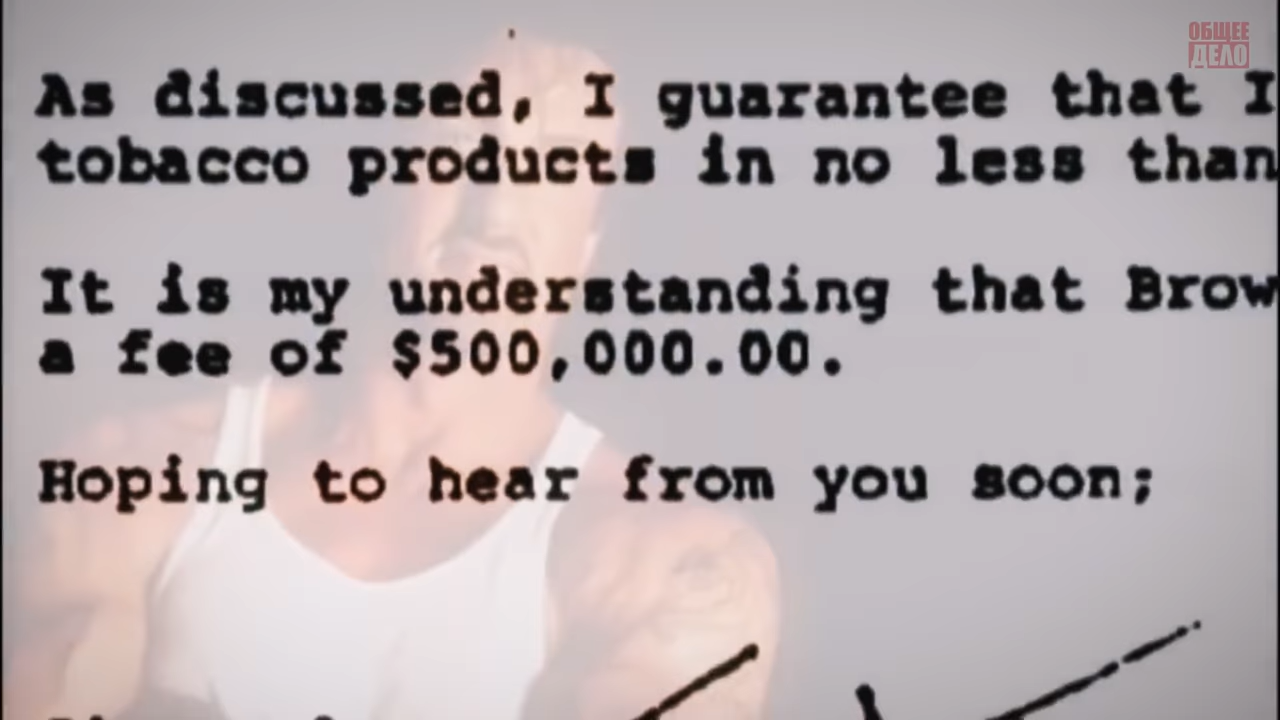 ОБЩЕЕ
ДЕЛО
As discussed, I guarantee that I
tobacco products in no less than
It is my understanding that Brow
a fee of $500,000.00.
Hoping to hear from you soon;